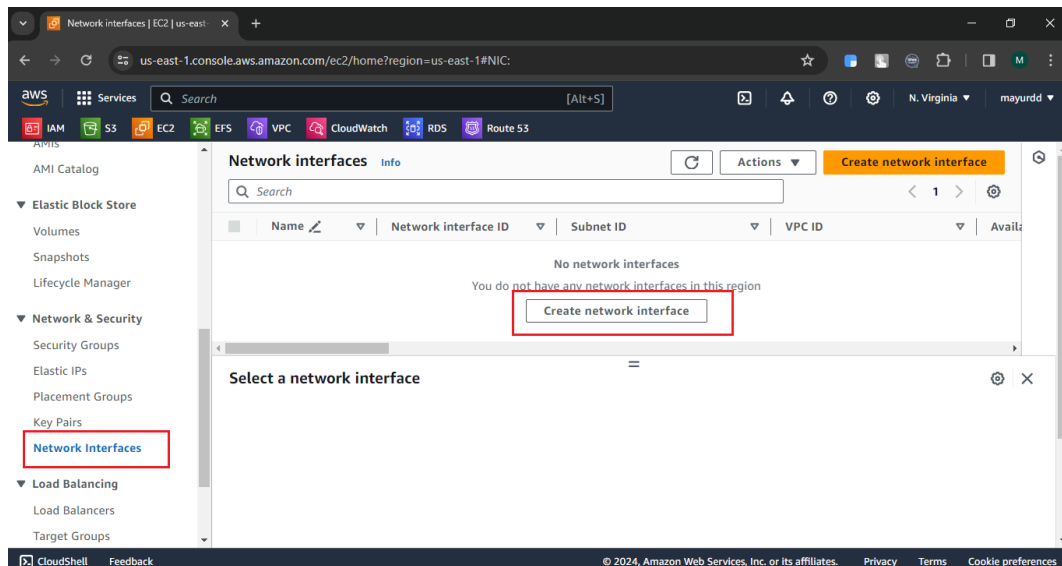 Network interfaces | EC2 | us-east-
us-east-1.console.aws.amazon.com/ec2/home?region=us-east-1#NIC:
M
aws Services Search [Alt+S] N. Virginia mayurdd
IAM S3 EC2 EFS VPC CloudWatch RDS Route 53
AMIs
AMI Catalog
Elastic Block Store
Volumes
Snapshots
Lifecycle Manager
Network & Security
Security Groups
Elastic IPs
Placement Groups
Key Pairs
Network Interfaces
Load Balancing
Load Balancers
Target Groups
Network interfaces Info Actions Create network interface
Search 1
Name Network interface ID Subnet ID VPC ID Availa
No network interfaces
You do not have any network interfaces in this region
Create network interface
Select a network interface
CloudShell Feedback © 2024, Amazon Web Services, Inc. or its affiliates. Privacy Terms Cookie preferences